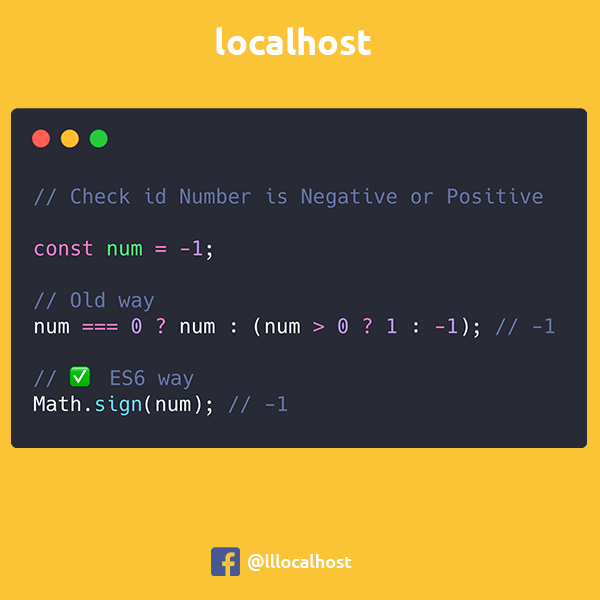 localhost
// Check id Number is Negative or Positive
const num = -1;
// Old way
num === 0 ? num : (num > 0 ? 1 : -1); // -1
// ✅ ES6 way
Math.sign(num); // -1
@lllocalhost